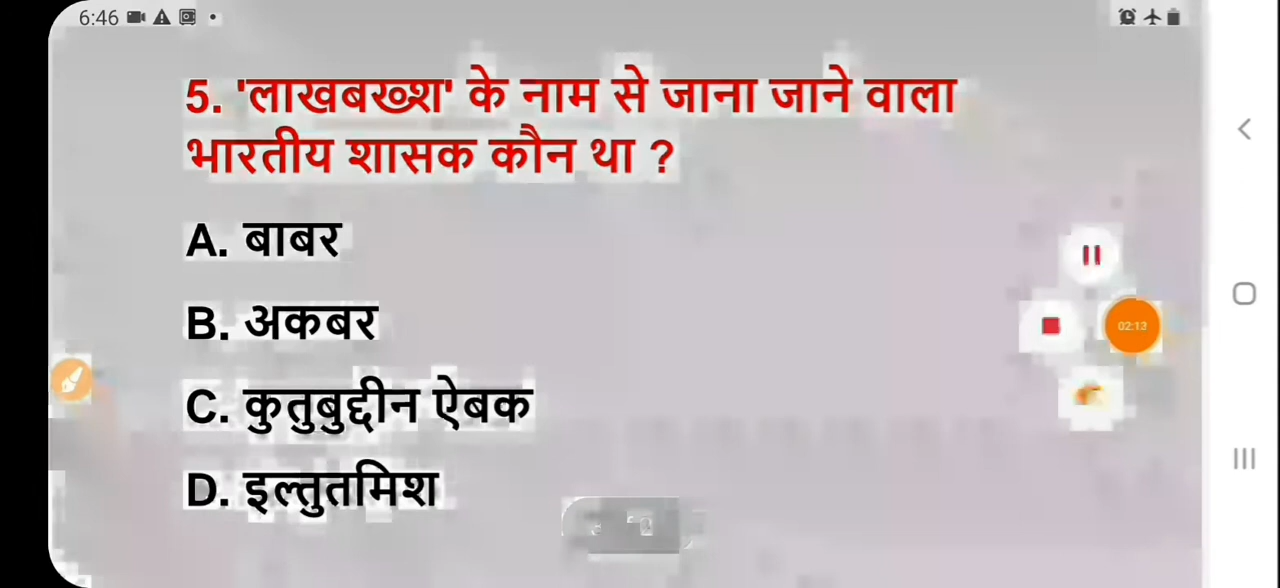 6:46
5. 'लाखबख्श' के नाम से जाना जाने वाला
भारतीय शासक कौन था ?
A. बाबर
B. अकबर
02:13
C. कुतुबुद्दीन ऐबक
D. इल्तुतमिश